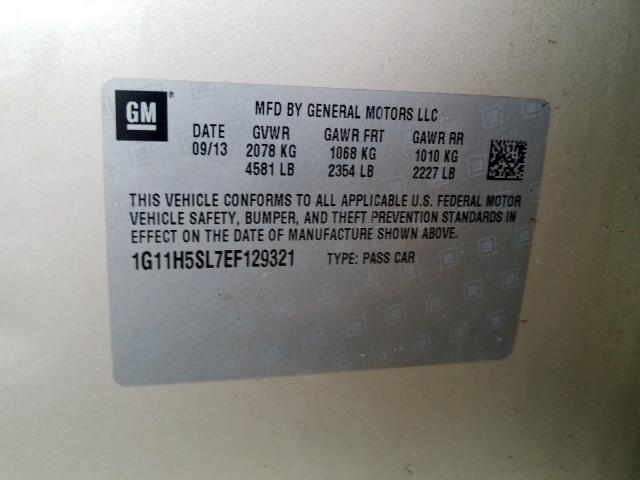 GM®
MFD BY GENERAL MOTORS LLC
DATE GVWR GAWR FRT GAWR RR
09/13 2078 KG 1068 KG 1010 KG
4581 LB 2354 LB 2227 LB
THIS VEHICLE CONFORMS TO ALL APPLICABLE U.S. FEDERAL MOTOR
VEHICLE SAFETY, BUMPER, AND THEFT PREVENTION STANDARDS IN
EFFECT ON THE DATE OF MANUFACTURE SHOWN ABOVE.
1G11H5SL7EF129321 TYPE: PASS CAR